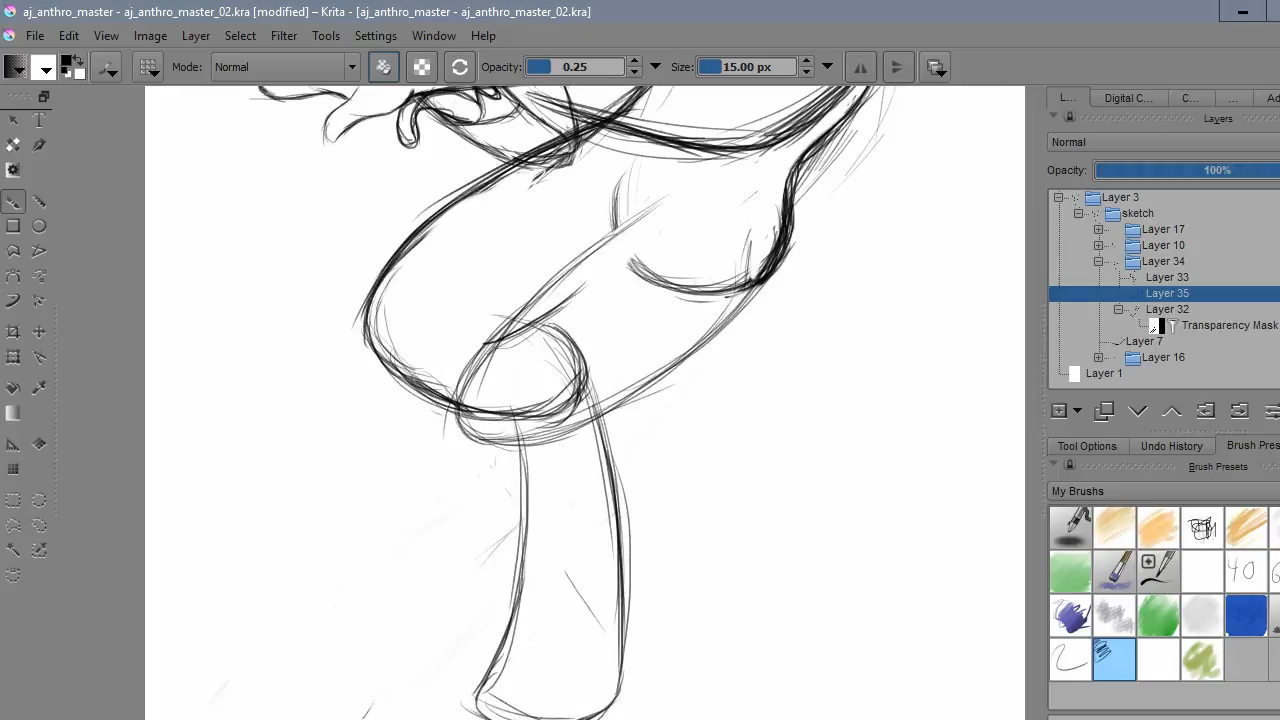 aj_anthro_master - aj_anthro_master_02.kra [modified] – Krita - [aj_anthro_master - aj_anthro_master_02.kra]
File Edit View Image Layer Select Filter Tools Settings Window Help
Mode: Normal Opacity: 0.25 Size: 15.00 px
L... Digital C... C... ... Ad
Layers
Normal
Opacity: 100%
Layer 3
sketch
Layer 17
Layer 10
Layer 34
Layer 33
Layer 35
Layer 32
Transparency Mask
Layer 7
Layer 16
Layer 1
Tool Options Undo History Brush Pres
Brush Presets
My Brushes
40